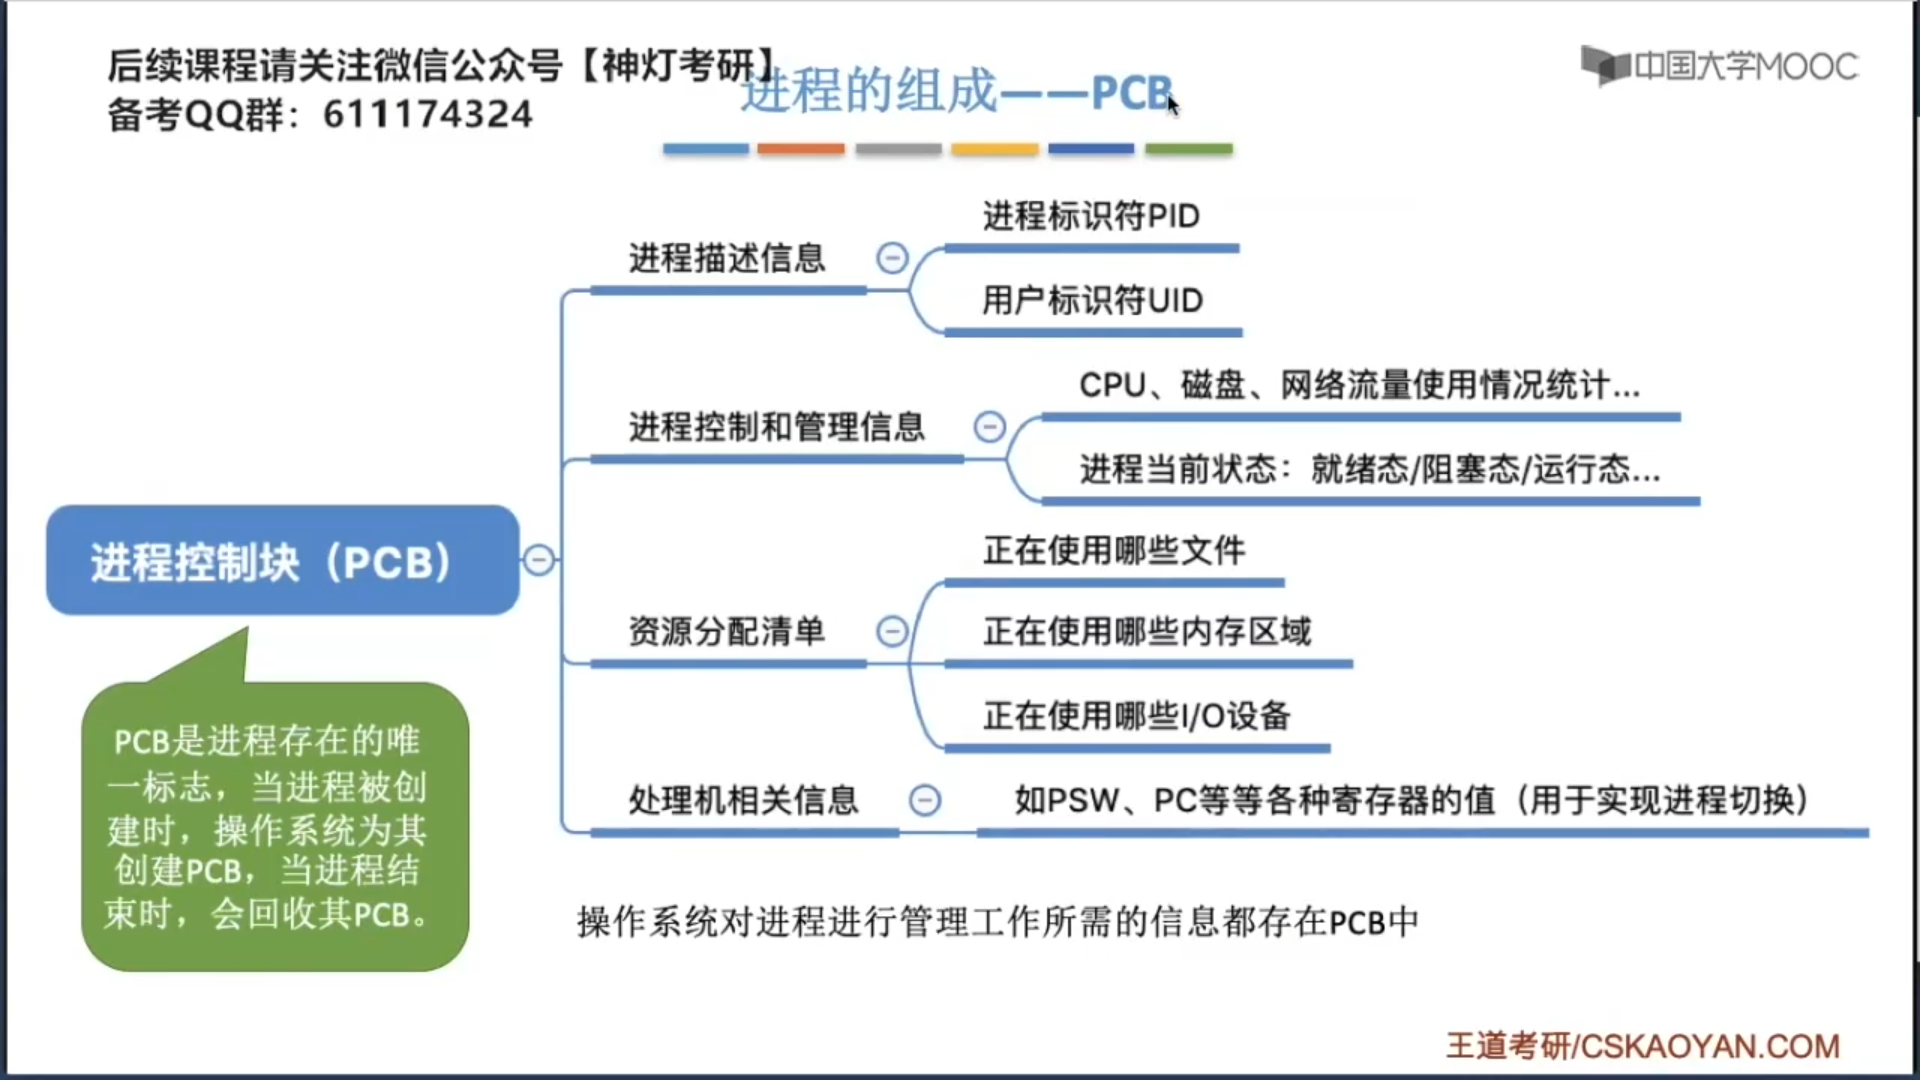 后续课程请关注微信公众号【神灯考研】
备考QQ群：611174324
进程的组成——PCB
中国大学MOOC
进程控制块（PCB）
进程描述信息
进程标识符PID
用户标识符UID
进程控制和管理信息
CPU、磁盘、网络流量使用情况统计...
进程当前状态：就绪态/阻塞态/运行态...
资源分配清单
正在使用哪些文件
正在使用哪些内存区域
正在使用哪些I/O设备
处理机相关信息
如PSW、PC等等各种寄存器的值（用于实现进程切换）
PCB是进程存在的唯
一标志，当进程被创
建时，操作系统为其
创建PCB，当进程结
束时，会回收其PCB。
操作系统对进程进行管理工作所需的信息都存在PCB中
王道考研/CSKAOYAN.COM